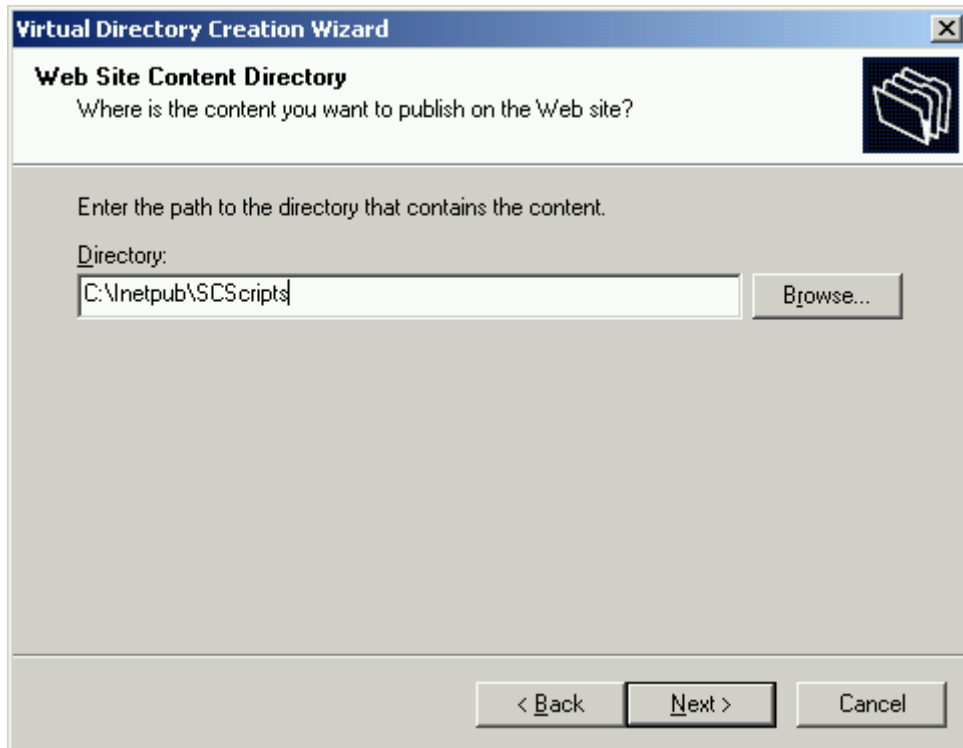 Virtual Directory Creation Wizard
Web Site Content Directory
Where is the content you want to publish on the Web site?
Enter the path to the directory that contains the content.
Directory:
C:\Inetpub\SCScripts
Browse...
< Back Next > Cancel